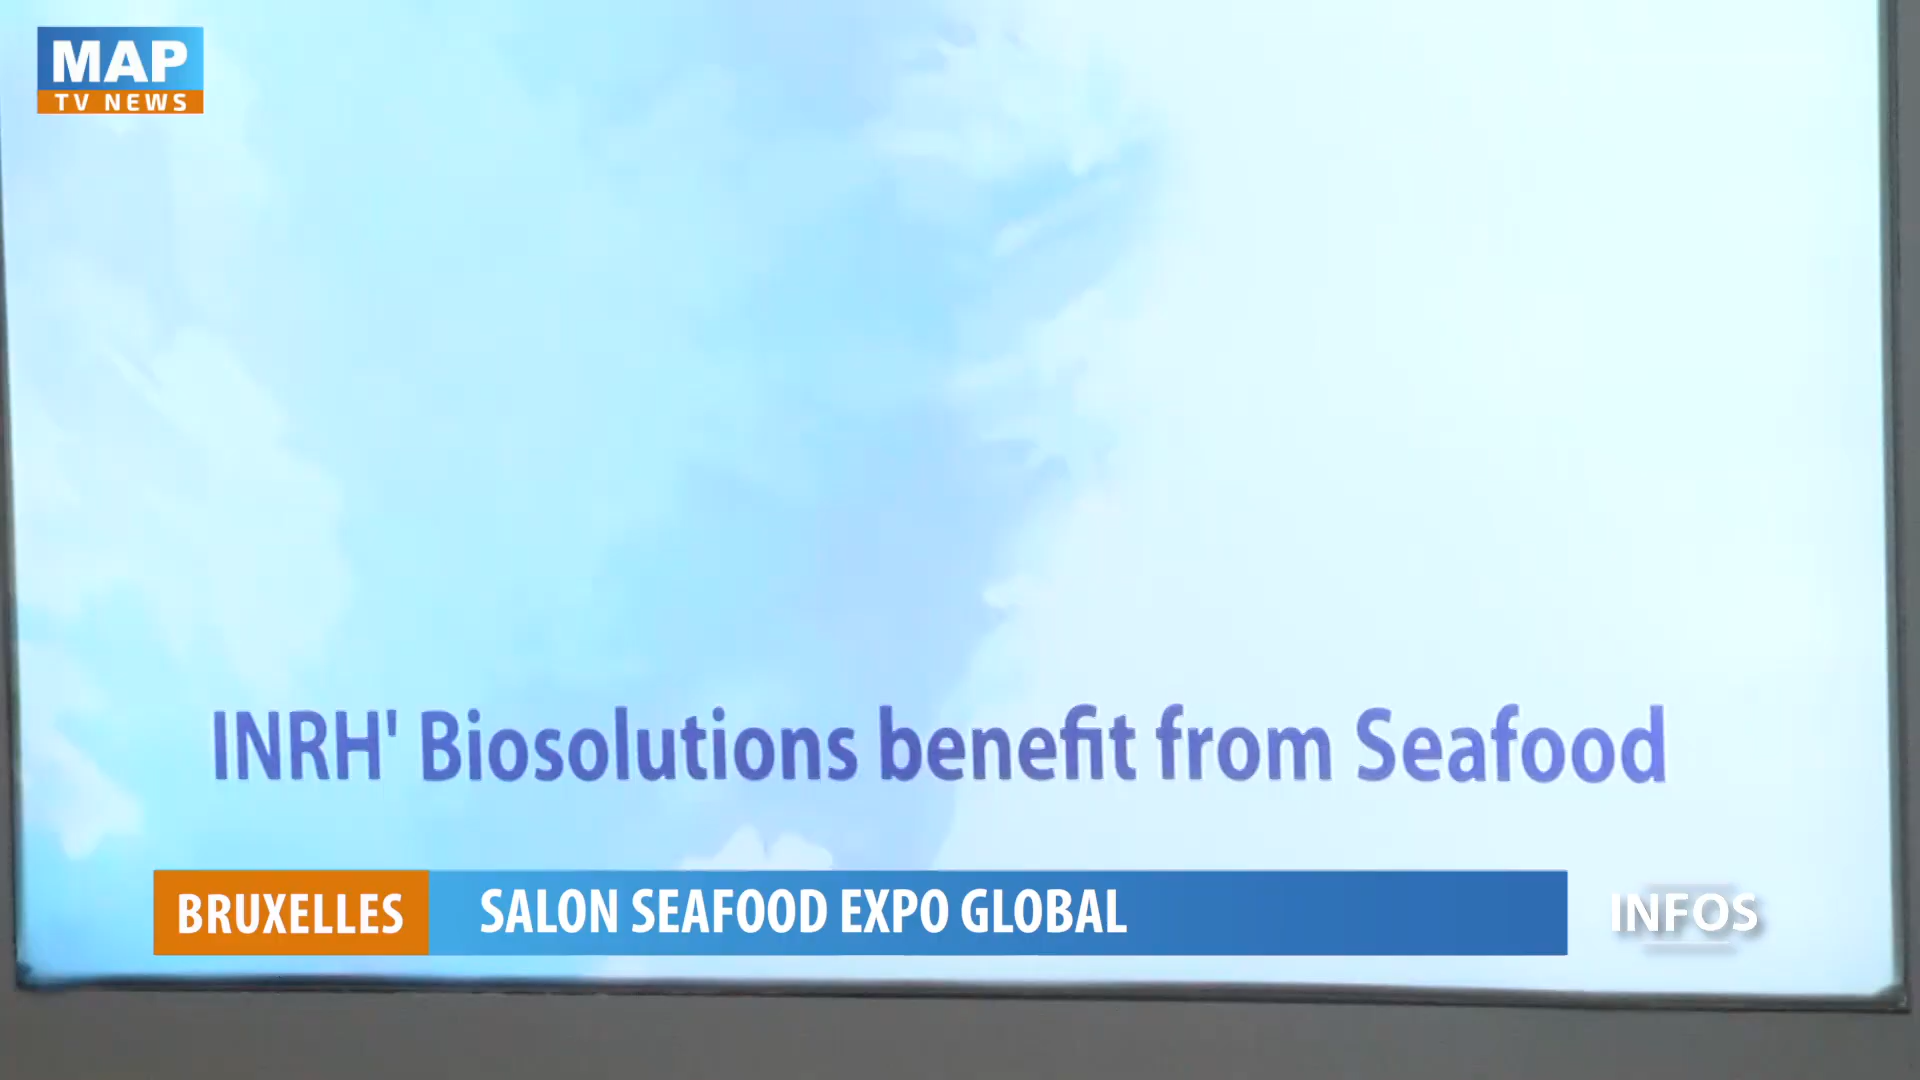 MAP
TV NEWS
INRH' Biosolutions benefit from Seafood
BRUXELLES
SALON SEAFOOD EXPO GLOBAL
INFOS